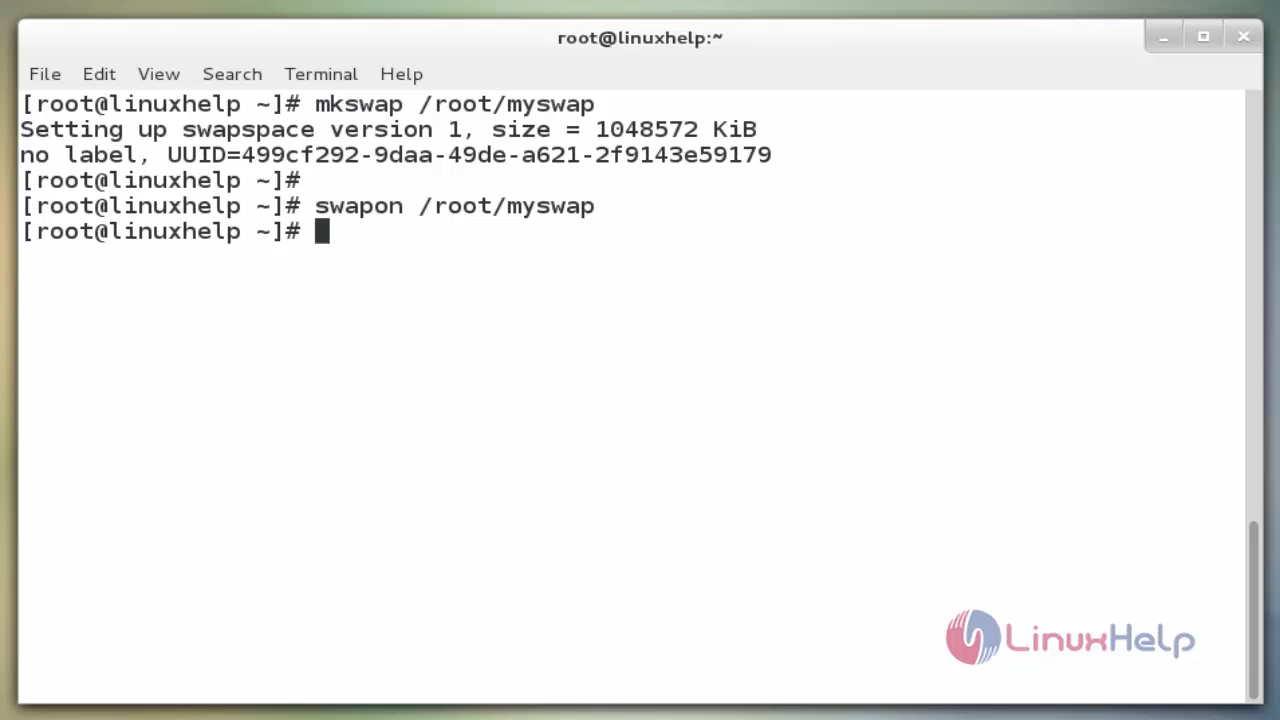 root@linuxhelp:~
File Edit View Search Terminal Help
[root@linuxhelp ~]# mkswap /root/myswap
Setting up swapspace version 1, size = 1048572 KiB
no label, UUID=499cf292-9daa-49de-a621-2f9143e59179
[root@linuxhelp ~]#
[root@linuxhelp ~]# swapon /root/myswap
[root@linuxhelp ~]#
LinuxHelp